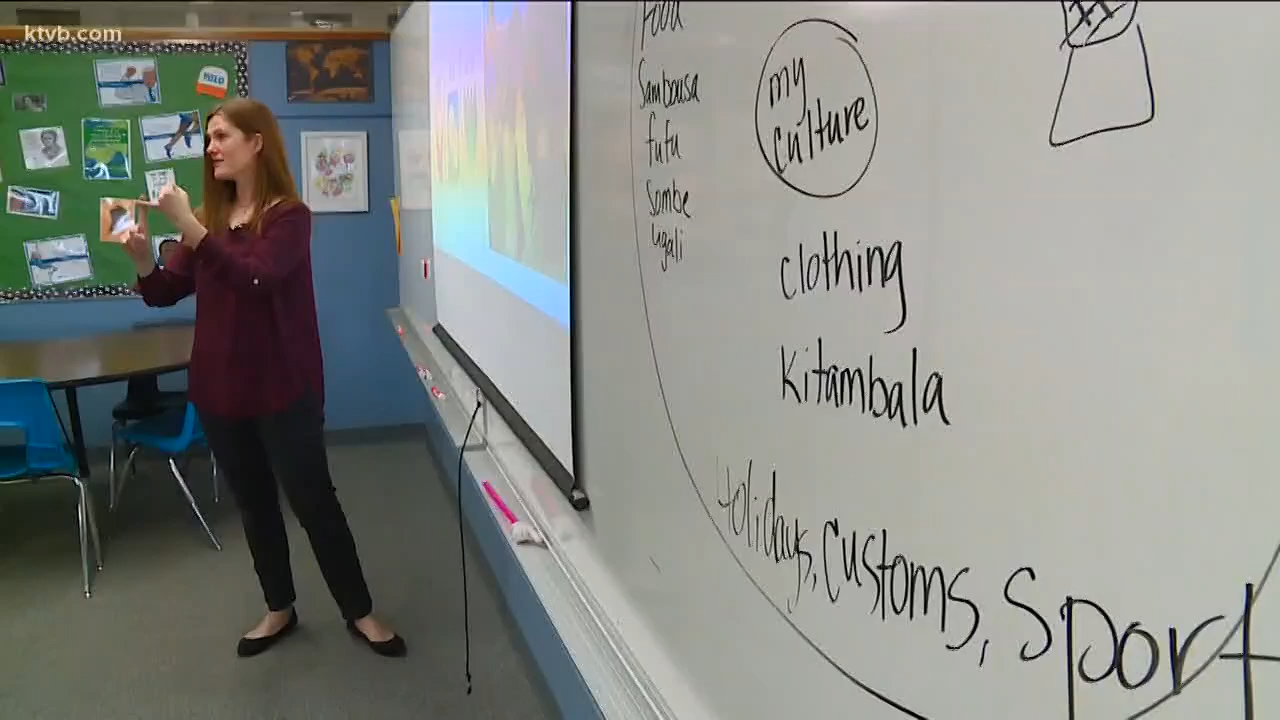 ktvb.com
Food
Sambousa
fufu
Sombe
ugali
my
culture
clothing
kitambala
Holidays, Customs, Sport